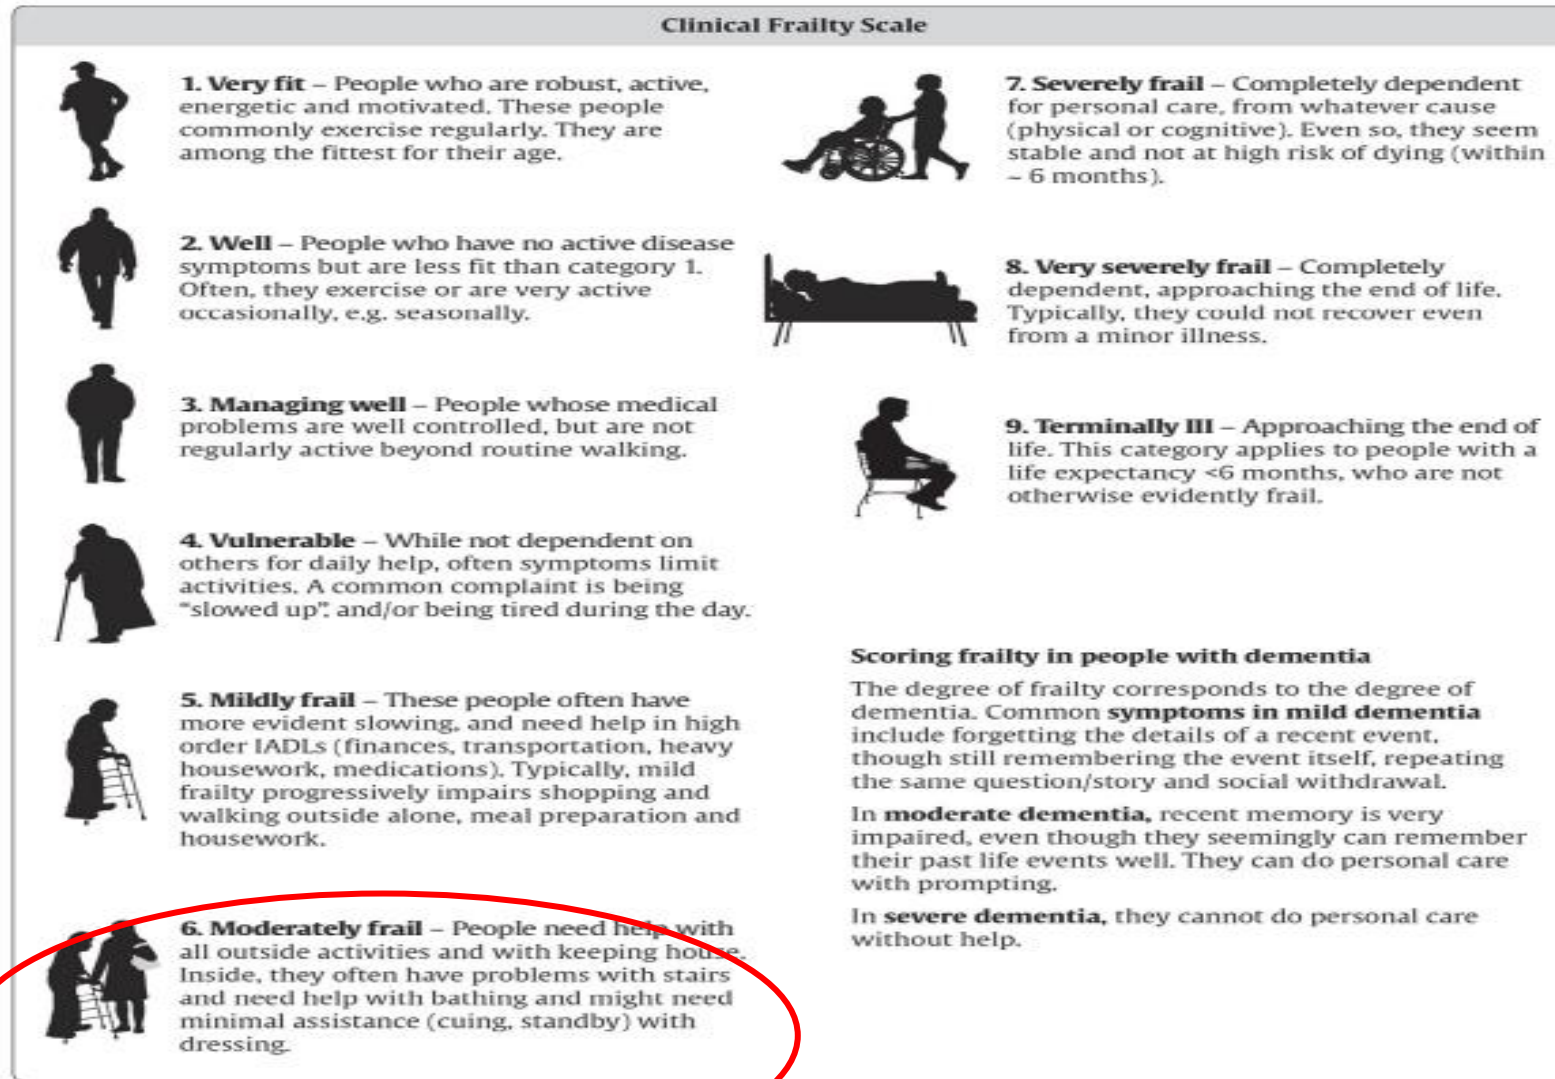 Clinical Frailty Scale
1. Very fit – People who are robust, active,
energetic and motivated. These people
commonly exercise regularly. They are
among the fittest for their age.
2. Well – People who have no active disease
symptoms but are less fit than category 1.
Often, they exercise or are very active
occasionally, e.g. seasonally.
3. Managing well – People whose medical
problems are well controlled, but are not
regularly active beyond routine walking.
4. Vulnerable – While not dependent on
others for daily help, often symptoms limit
activities. A common complaint is being
"slowed up", and/or being tired during the day.
5. Mildly frail – These people often have
more evident slowing, and need help in high
order IADLs (finances, transportation, heavy
housework, medications). Typically, mild
frailty progressively impairs shopping and
walking outside alone, meal preparation and
housework.
6. Moderately frail – People need help with
all outside activities and with keeping house.
Inside, they often have problems with stairs
and need help with bathing and might need
minimal assistance (cuing, standby) with
dressing.
7. Severely frail – Completely dependent
for personal care, from whatever cause
(physical or cognitive). Even so, they seem
stable and not at high risk of dying (within
~ 6 months).
8. Very severely frail – Completely
dependent, approaching the end of life.
Typically, they could not recover even
from a minor illness.
9. Terminally Ill – Approaching the end of
life. This category applies to people with a
life expectancy <6 months, who are not
otherwise evidently frail.
Scoring frailty in people with dementia
The degree of frailty corresponds to the degree of
dementia. Common symptoms in mild dementia
include forgetting the details of a recent event,
though still remembering the event itself, repeating
the same question/story and social withdrawal.
In moderate dementia, recent memory is very
impaired, even though they seemingly can remember
their past life events well. They can do personal care
with prompting.
In severe dementia, they cannot do personal care
without help.